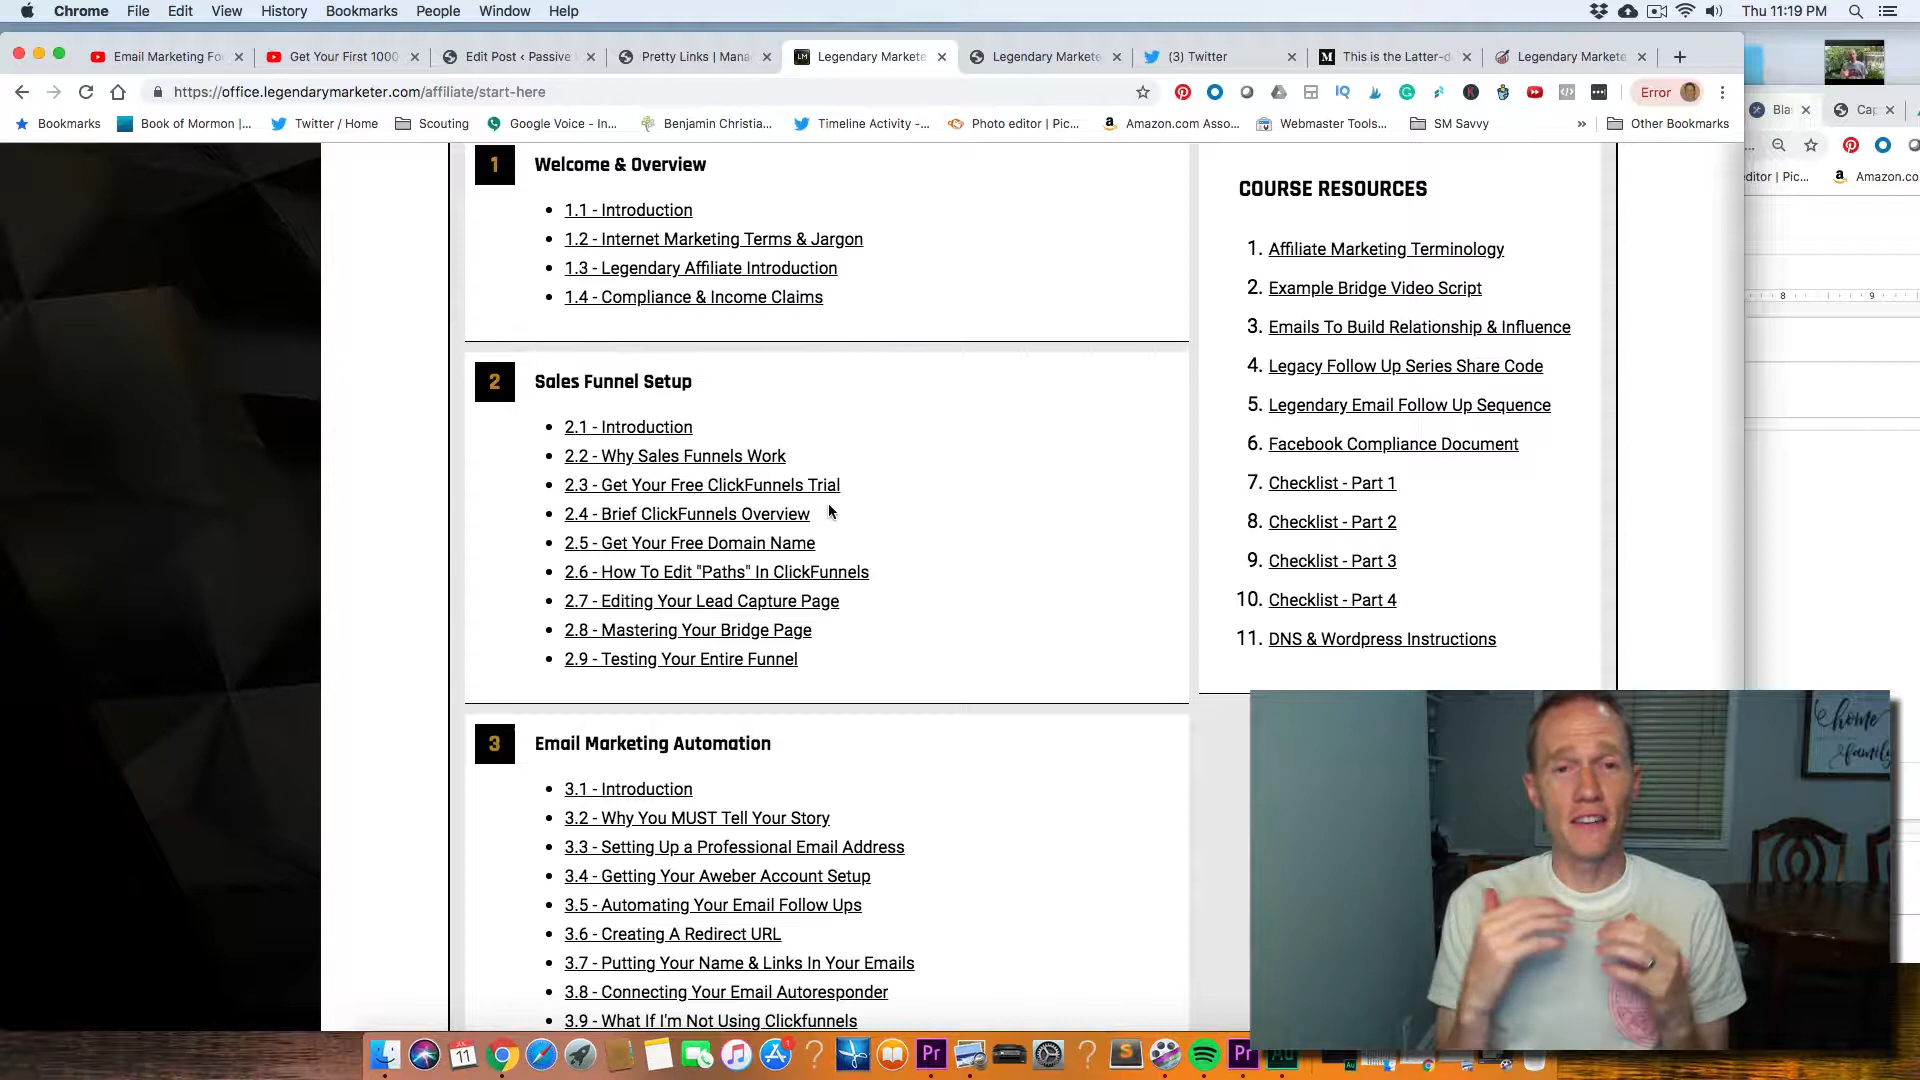 Chrome File Edit View History Bookmarks People Window Help
Thu 11:19 PM
Email Marketing Fo
Get Your First 1000
Edit Post ‹ Passive
Pretty Links | Mana
LM
Legendary Markete
Legendary Markete
(3) Twitter
This is the Latter-d
Legendary Markete
https://office.legendarymarketer.com/affiliate/start-here
Error
Bookmarks
Book of Mormon |...
Twitter / Home
Scouting
Google Voice - In...
Benjamin Christia...
Timeline Activity -...
Photo editor | Pic...
Amazon.com Asso...
Webmaster Tools...
SM Savvy
»
Other Bookmarks
Bla
Cap
editor | Pic...
Amazon.co
8 9
1 Welcome & Overview
1.1 - Introduction
1.2 - Internet Marketing Terms & Jargon
1.3 - Legendary Affiliate Introduction
1.4 - Compliance & Income Claims
2 Sales Funnel Setup
2.1 - Introduction
2.2 - Why Sales Funnels Work
2.3 - Get Your Free ClickFunnels Trial
2.4 - Brief ClickFunnels Overview
2.5 - Get Your Free Domain Name
2.6 - How To Edit "Paths" In ClickFunnels
2.7 - Editing Your Lead Capture Page
2.8 - Mastering Your Bridge Page
2.9 - Testing Your Entire Funnel
3 Email Marketing Automation
3.1 - Introduction
3.2 - Why You MUST Tell Your Story
3.3 - Setting Up a Professional Email Address
3.4 - Getting Your Aweber Account Setup
3.5 - Automating Your Email Follow Ups
3.6 - Creating A Redirect URL
3.7 - Putting Your Name & Links In Your Emails
3.8 - Connecting Your Email Autoresponder
3.9 - What If I'm Not Using Clickfunnels
COURSE RESOURCES
1. Affiliate Marketing Terminology
2. Example Bridge Video Script
3. Emails To Build Relationship & Influence
4. Legacy Follow Up Series Share Code
5. Legendary Email Follow Up Sequence
6. Facebook Compliance Document
7. Checklist - Part 1
8. Checklist - Part 2
9. Checklist - Part 3
10. Checklist - Part 4
11. DNS & Wordpress Instructions
home
family
11
Pr
S
Pr
Au